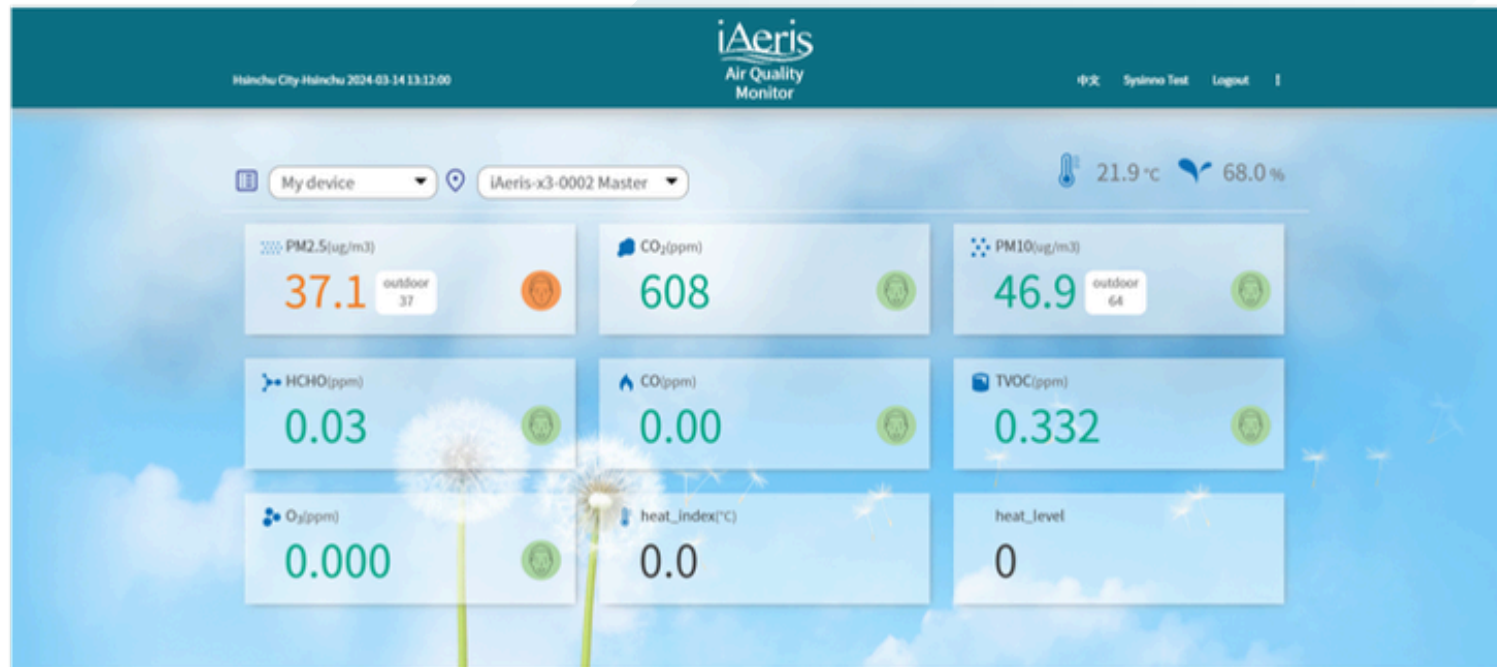 iAeris
Air Quality
Monitor
Hsinchu City-Hsinchu 2024-03-14 13:12:00
中文 Sysinno Test Logout
My device iAeris-x3-0002 Master 21.9 °C 68.0 %
PM2.5(ug/m3)
37.1 outdoor
37
CO₂(ppm)
608
PM10(ug/m3)
46.9 outdoor
64
HCHO(ppm)
0.03
CO(ppm)
0.00
TVOC(ppm)
0.332
O₃(ppm)
0.000
heat_index(°C)
0.0
heat_level
0